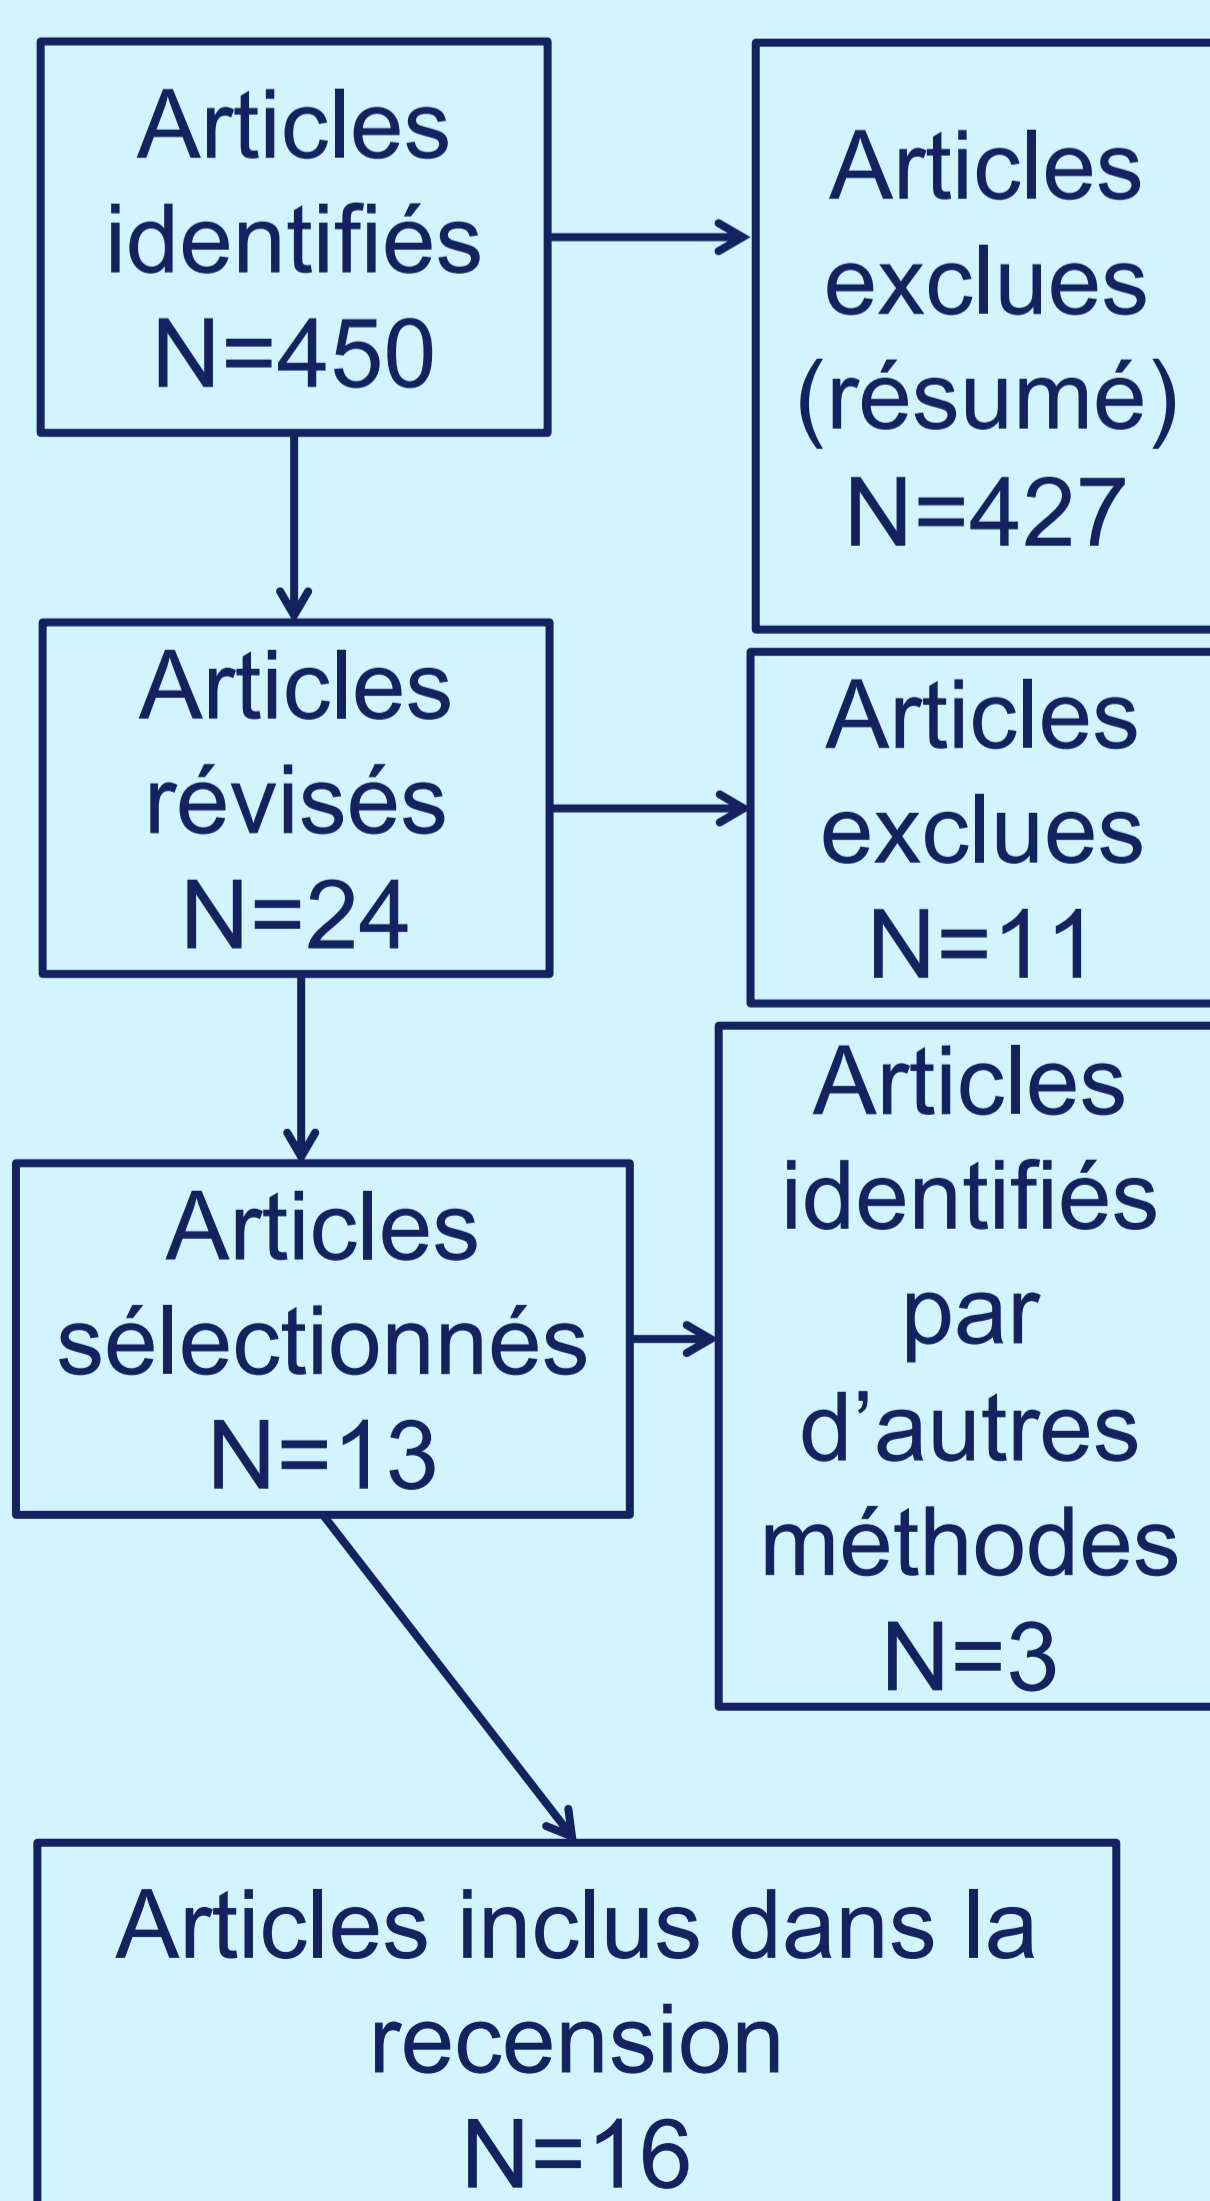 Articles
identifiés
N=450
Articles
exclues
(résumé)
N=427
Articles
révisés
N=24
Articles
exclues
N=11
Articles
sélectionnés
N=13
Articles
identifiés
par
d’autres
méthodes
N=3
Articles inclus dans la
recension
N=16